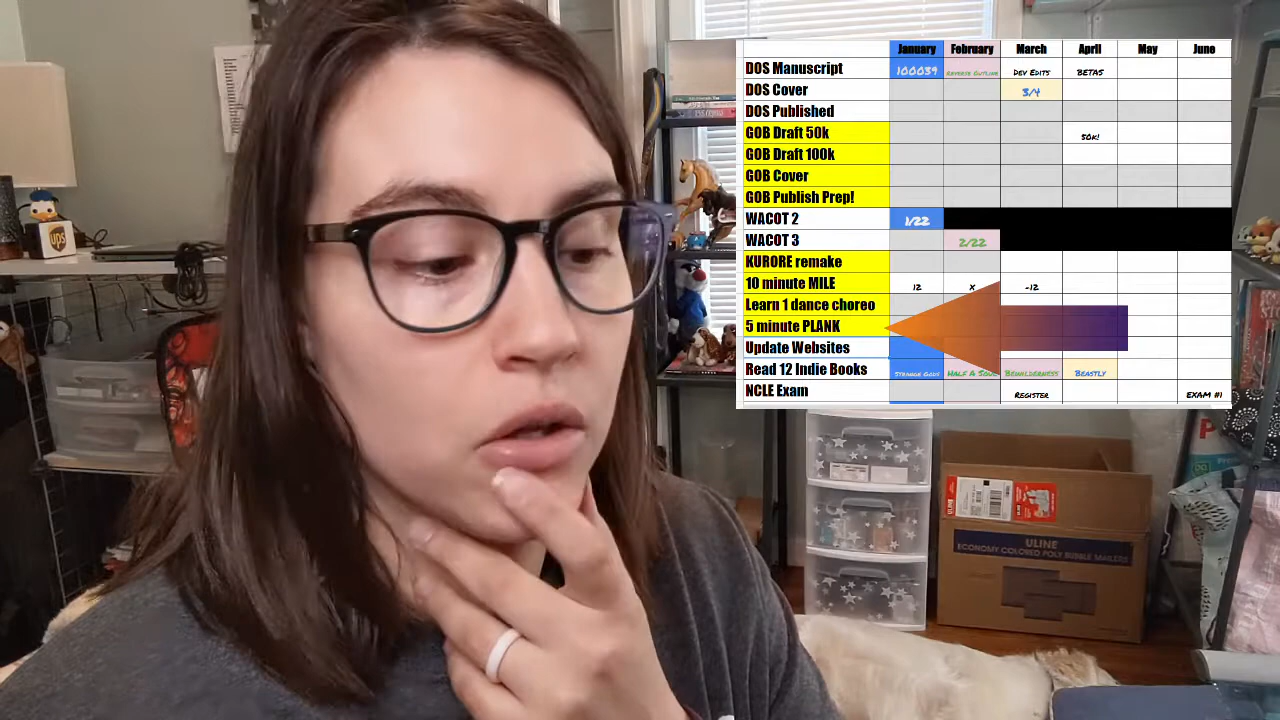 January February March April May June
DOS Manuscript 100039 REVERSE OUTLINE DEV EDITS BETAS
DOS Cover 3/4
DOS Published
GOB Draft 50k 50K!
GOB Draft 100k
GOB Cover
GOB Publish Prep!
WACOT 2 1/22
WACOT 3 2/22
KURORE remake
10 minute MILE 12 X -12
Learn 1 dance choreo
5 minute PLANK
Update Websites
Read 12 Indie Books STRANGE GODS HALF A SOUL BEWILDERNESS BEASTLY
NCLE Exam REGISTER EXAM #1
ups
ULINE
ECONOMY COLORED POLY BUBBLE MAILERS